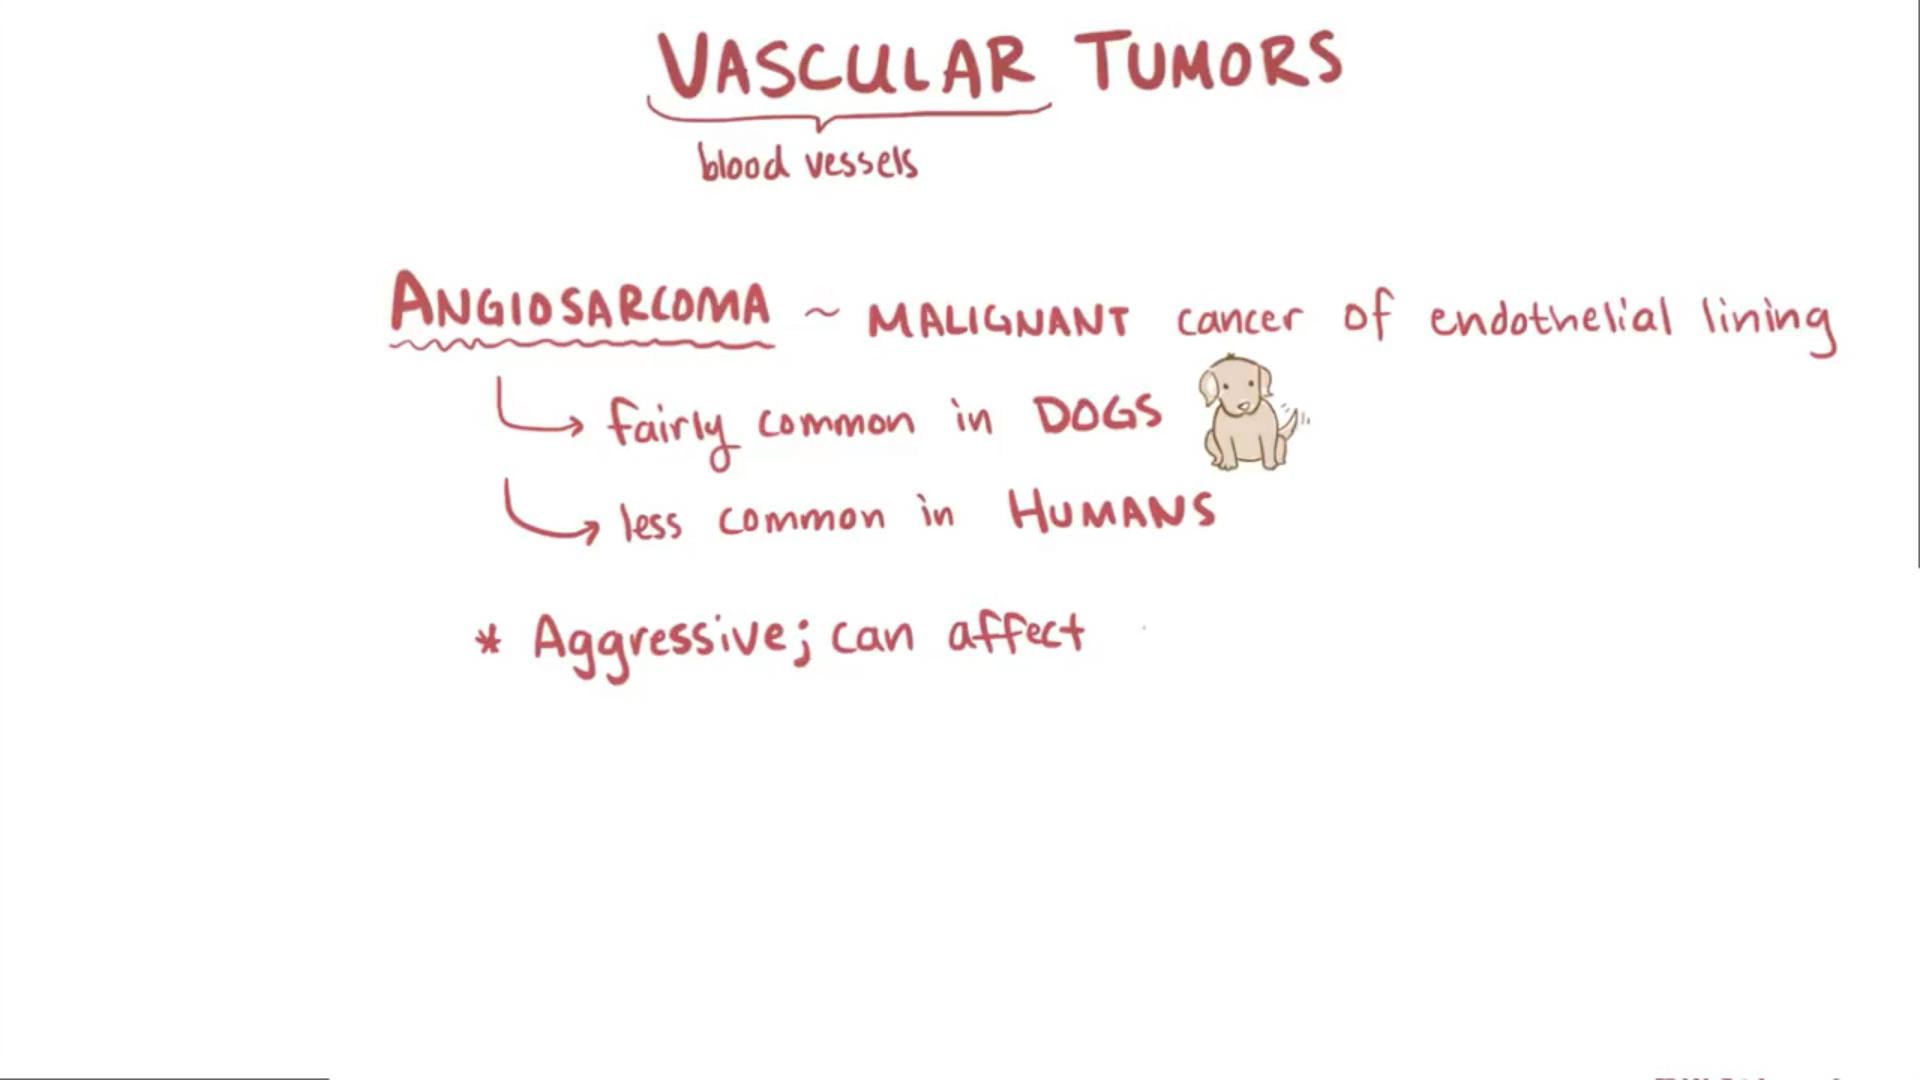 VASCULAR TUMORS
blood vessels
ANGIOSARCOMA ~ MALIGNANT cancer of endothelial lining
fairly common in DOGS
less common in HUMANS
* Aggressive; can affect